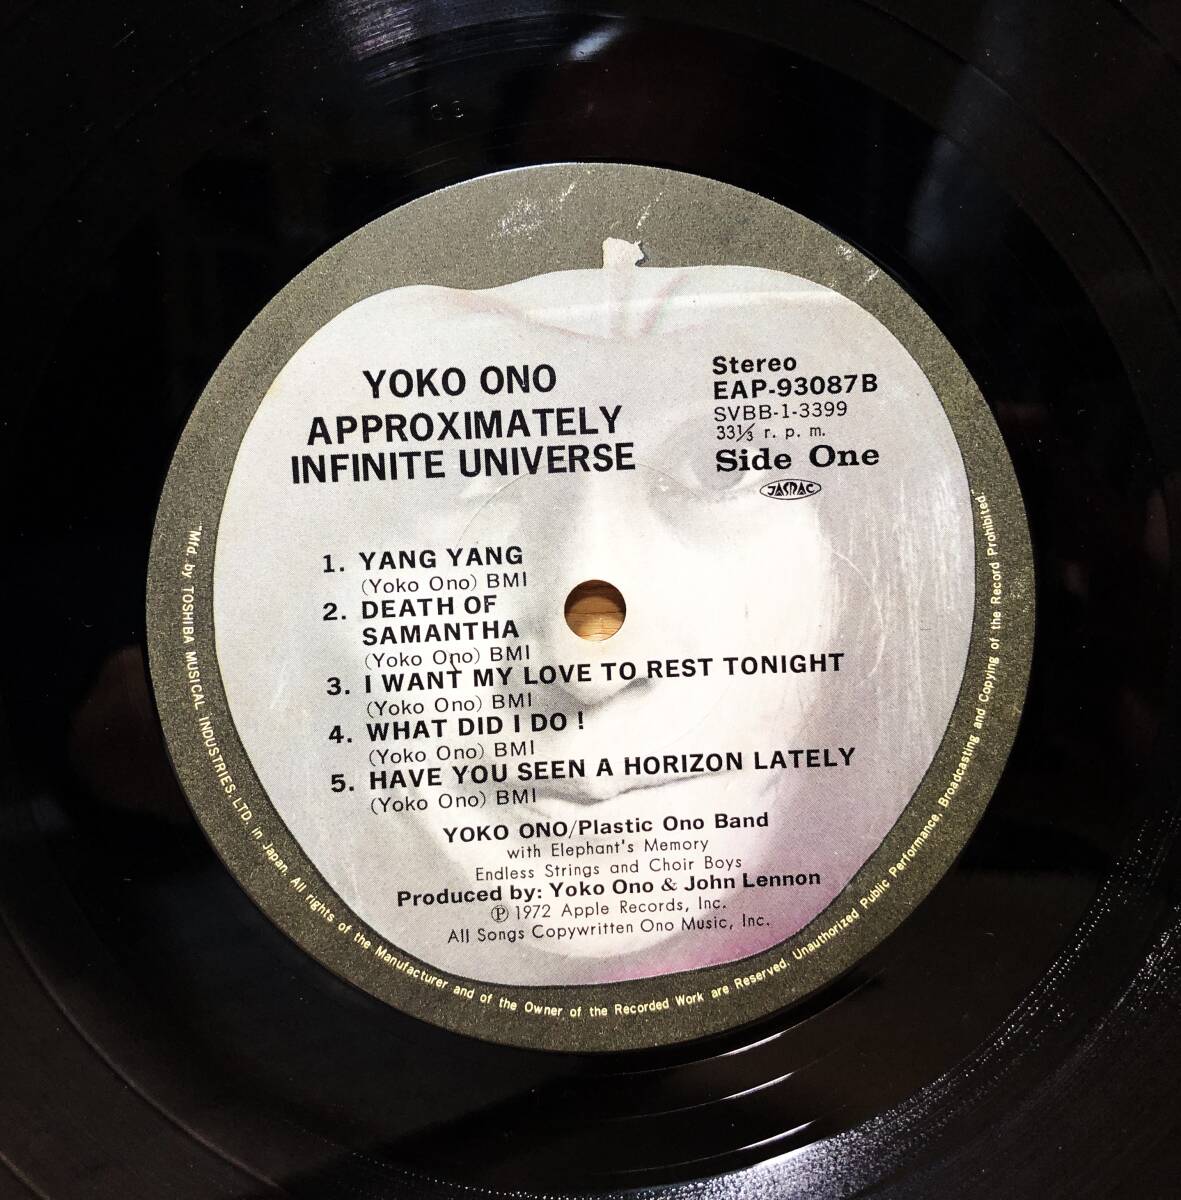 YOKO ONO
APPROXIMATELY
INFINITE UNIVERSE
Stereo
EAP-93087B
SVBB-1-3399
33⅓ r. p. m.
Side One
JASRAC
1. YANG YANG
(Yoko Ono) BMI
2. DEATH OF
SAMANTHA
(Yoko Ono) BMI
3. I WANT MY LOVE TO REST TONIGHT
(Yoko Ono) BMI
4. WHAT DID I DO !
(Yoko Ono) BMI
5. HAVE YOU SEEN A HORIZON LATELY
(Yoko Ono) BMI
YOKO ONO/Plastic Ono Band
with Elephant's Memory
Endless Strings and Choir Boys
Produced by: Yoko Ono & John Lennon
Ⓟ 1972 Apple Records, Inc.
All Songs Copywritten Ono Music, Inc.
"Mfd. by TOSHIBA MUSICAL INDUSTRIES LTD. in Japan. All rights of the Manufacturer and of the Owner of the Recorded Work are Reserved. Unauthorized Public Performance, Broadcasting and Copying of the Record Prohibited."